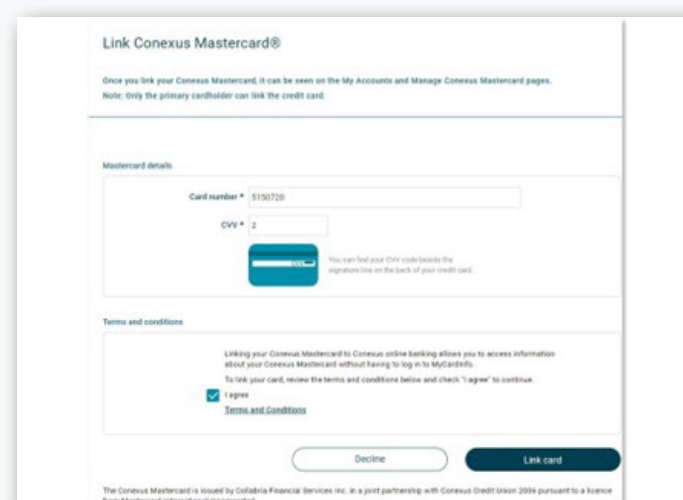 Link Conexus Mastercard®
Once you link your Conexus Mastercard, it can be seen on the My Accounts and Manage Conexus Mastercard pages.
Note: Only the primary cardholder can link the credit card.
Mastercard details
Card number * 5150720
CVV * 2
You can find your CVV code beside the
signature line on the back of your credit card.
Terms and conditions
Linking your Conexus Mastercard to Conexus online banking allows you to access information
about your Conexus Mastercard without having to log in to MyCardInfo.
To link your card, review the terms and conditions below and check "I agree" to continue.
I agree
Terms and Conditions
Decline
Link card
The Conexus Mastercard is issued by Collabria Financial Services Inc. in a joint partnership with Conexus Credit Union 2006 pursuant to a licence
from Mastercard International Incorporated.